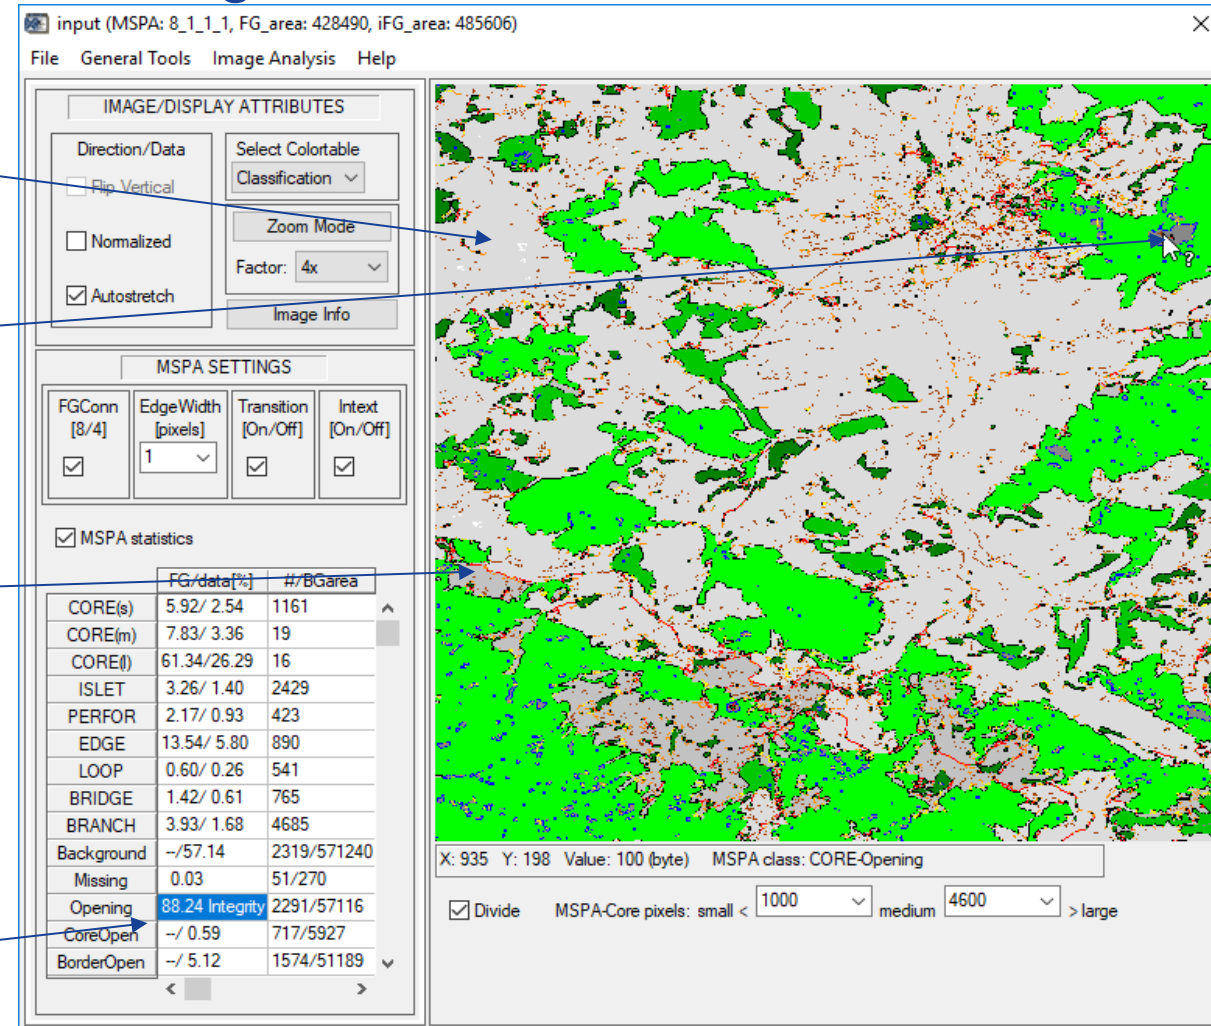 input (MSPA: 8_1_1_1, FG_area: 428490, iFG_area: 485606)
File General Tools Image Analysis Help
IMAGE/DISPLAY ATTRIBUTES
Direction/Data
Flip Vertical
Normalized
Autostretch
Select Colortable
Classification
Zoom Mode
Factor: 4x
Image Info
MSPA SETTINGS
FGConn
[8/4]
EdgeWidth
[pixels]
1
Transition
[On/Off]
Intext
[On/Off]
MSPA statistics
FG/data[%] #/BGarea
CORE(s) 5.92/ 2.54 1161
CORE(m) 7.83/ 3.36 19
CORE(l) 61.34/26.29 16
ISLET 3.26/ 1.40 2429
PERFOR 2.17/ 0.93 423
EDGE 13.54/ 5.80 890
LOOP 0.60/ 0.26 541
BRIDGE 1.42/ 0.61 765
BRANCH 3.93/ 1.68 4685
Background --/57.14 2319/571240
Missing 0.03 51/270
Opening 88.24 Integrity 2291/57116
CoreOpen --/ 0.59 717/5927
BorderOpen --/ 5.12 1574/51189
X: 935 Y: 198 Value: 100 (byte) MSPA class: CORE-Opening
Divide MSPA-Core pixels: small < 1000 medium 4600 > large